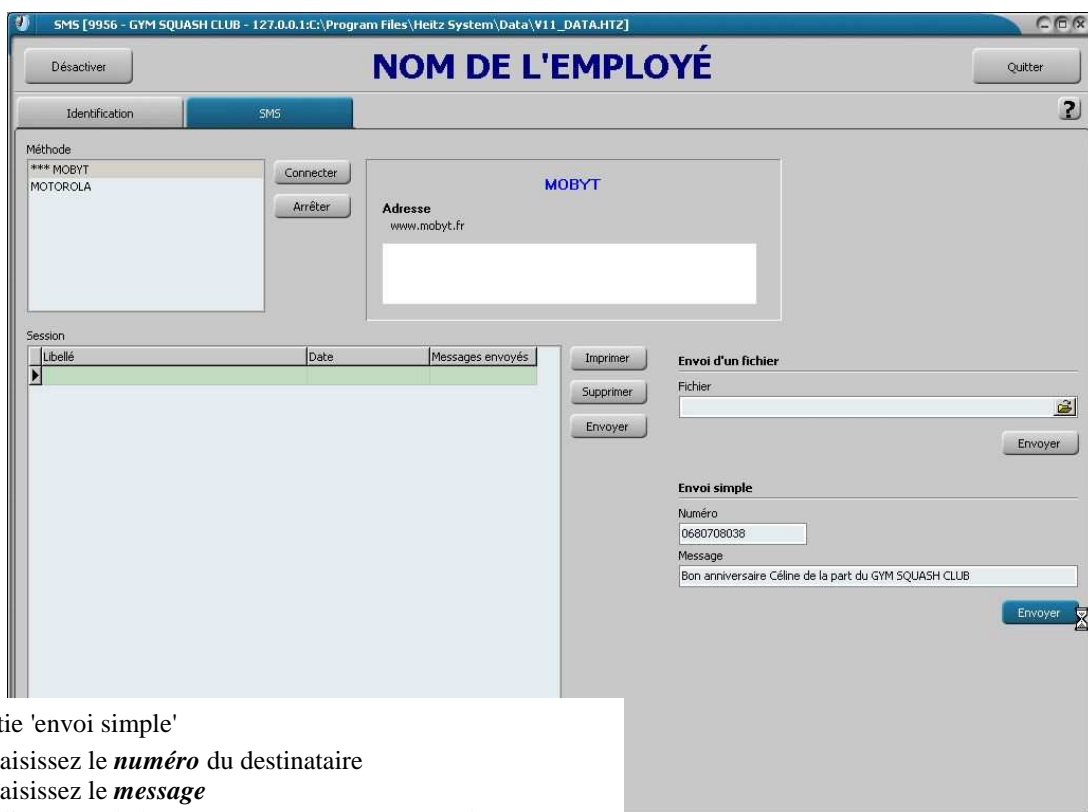 SMS [9956 - GYM SQUASH CLUB - 127.0.0.1:C:\Program Files\Heitz System\Data\V11_DATA.HTZ]
Désactiver
NOM DE L'EMPLOYÉ
Quitter
Identification
SMS
?
Méthode
*** MOBYT
MOTOROLA
Connecter
Arrêter
MOBYT
Adresse
www.mobyt.fr
Session
Libellé Date Messages envoyés
Imprimer
Supprimer
Envoyer
Envoi d'un fichier
Fichier
Envoyer
Envoi simple
Numéro
0680708038
Message
Bon anniversaire Céline de la part du GYM SQUASH CLUB
Envoyer
tie 'envoi simple'
aisissez le numéro du destinataire
aisissez le message